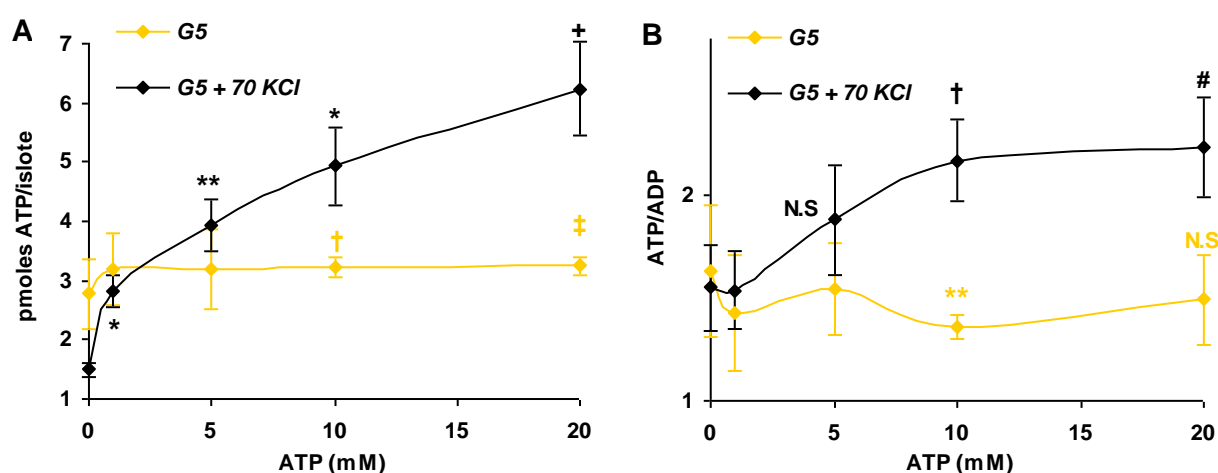 A
G5
G5 + 70 KCl
pmoles ATP/islote
7
6
5
4
3
2
1
+
*
**
*
†
‡
0
5
10
15
20
ATP (mM)
B
G5
G5 + 70 KCl
ATP/ADP
2
1
N.S
†
#
**
N.S
0
5
10
15
20
ATP (mM)